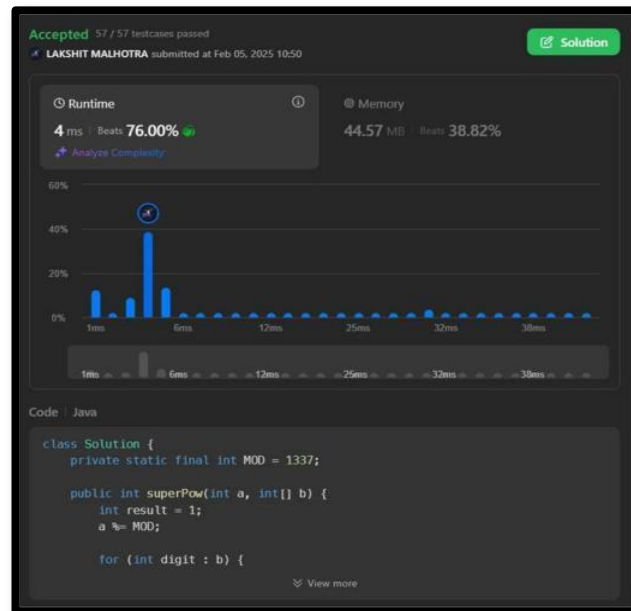 Accepted 57 / 57 testcases passed
LAKSHIT MALHOTRA submitted at Feb 05, 2025 10:50
Solution
Runtime
4 ms | Beats 76.00%
Analyze Complexity
Memory
44.57 MB | Beats 38.82%
60%
40%
20%
0%
1ms 6ms 12ms 25ms 32ms 38ms
1ms 6ms 12ms 25ms 32ms 38ms
Code | Java
class Solution {
private static final int MOD = 1337;
public int superPow(int a, int[] b) {
int result = 1;
a %= MOD;
for (int digit : b) {
View more